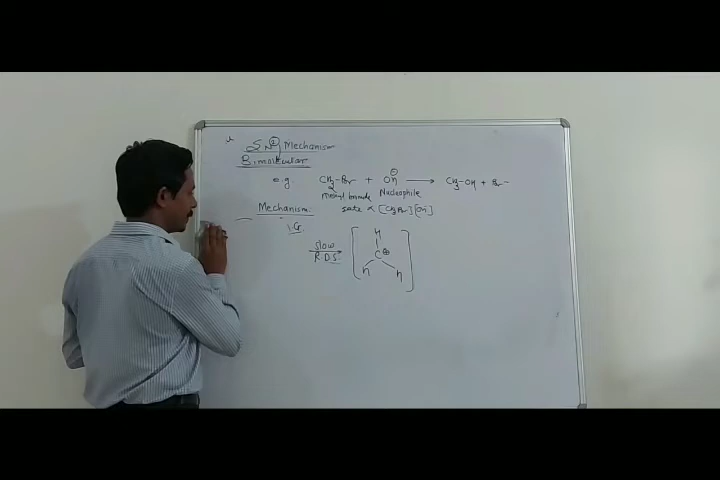 SN② Mechanism
Bimolecular
e.g CH3-Br + OH⊖ → CH3-OH + Br-
Methyl bromide Nucleophile
Mechanism: rate ∝ [CH3Br][OH-]
Slow
R.D.S.
H
C⊕
H H